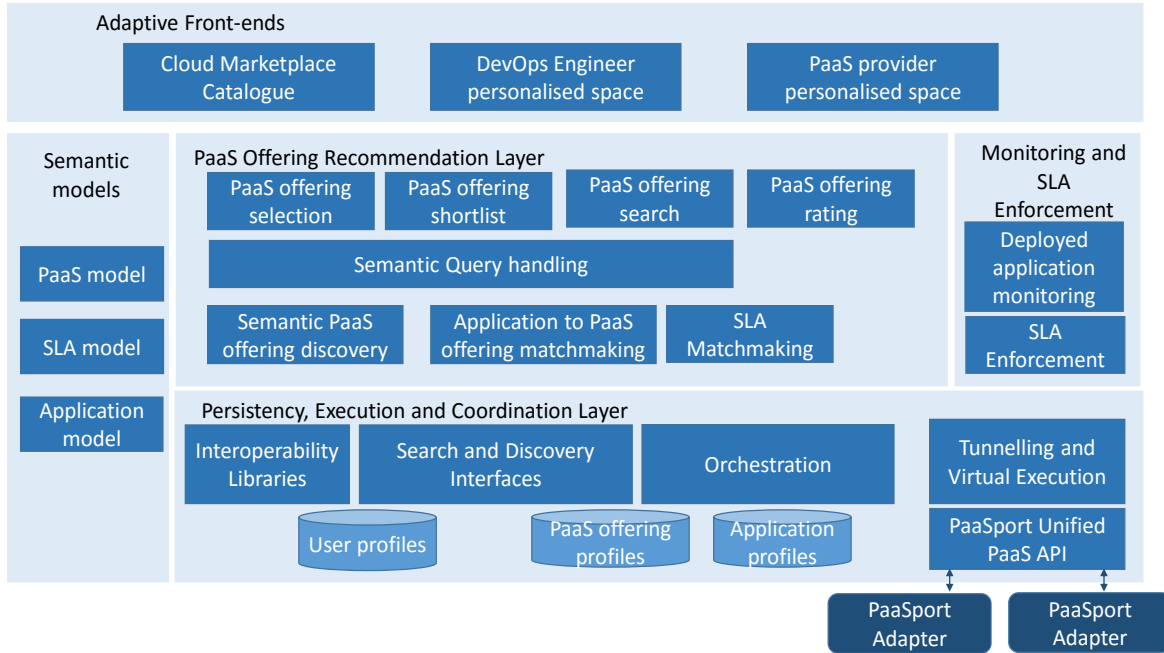 Adaptive Front-ends
Cloud Marketplace
Catalogue
DevOps Engineer
personalised space
PaaS provider
personalised space
Semantic
models
PaaS model
SLA model
Application
model
PaaS Offering Recommendation Layer
PaaS offering
selection
PaaS offering
shortlist
PaaS offering
search
PaaS offering
rating
Semantic Query handling
Semantic PaaS
offering discovery
Application to PaaS
offering matchmaking
SLA
Matchmaking
Monitoring and
SLA
Enforcement
Deployed
application
monitoring
SLA
Enforcement
Persistency, Execution and Coordination Layer
Interoperability
Libraries
Search and Discovery
Interfaces
Orchestration
Tunnelling and
Virtual Execution
User profiles
PaaS offering
profiles
Application
profiles
PaaSport Unified
PaaS API
PaaSport
Adapter
PaaSport
Adapter